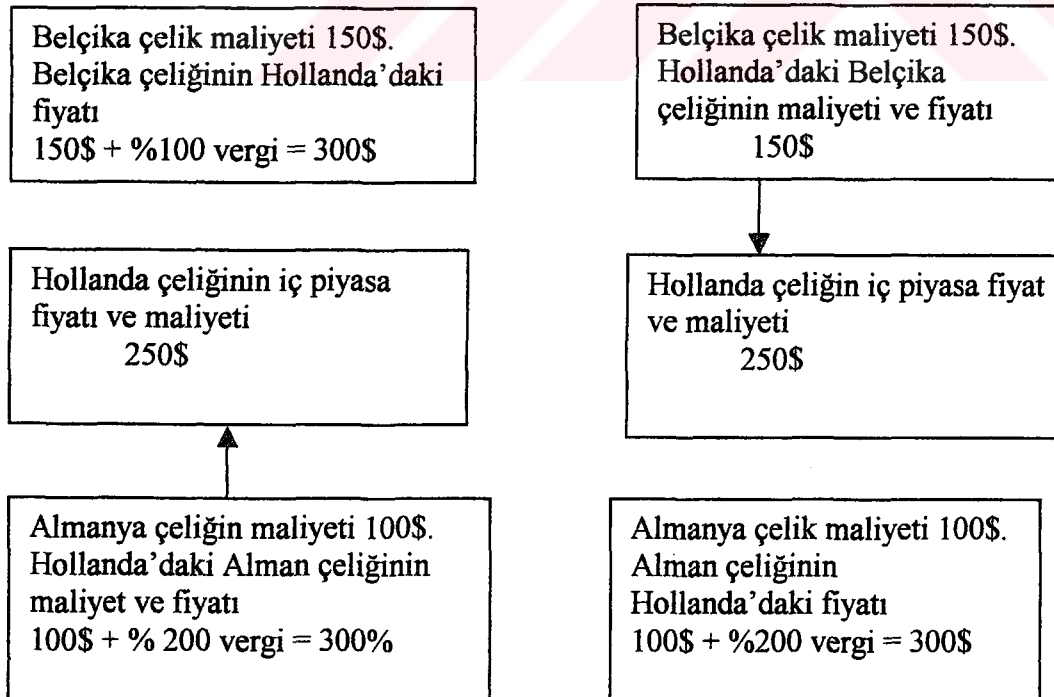 Belçika çelik maliyeti 150$.
Belçika çeliğinin Hollanda'daki
fiyatı
150$ + %100 vergi = 300$
Hollanda çeliğinin iç piyasa
fiyatı ve maliyeti
250$
Almanya çeliğin maliyeti 100$.
Hollanda'daki Alman çeliğinin
maliyet ve fiyatı
100$ + % 200 vergi = 300%
Belçika çelik maliyeti 150$.
Hollanda'daki Belçika
çeliğinin maliyeti ve fiyatı
150$
Hollanda çeliğin iç piyasa fiyat
ve maliyeti
250$
Almanya çelik maliyeti 100$.
Alman çeliğinin
Hollanda'daki fiyatı
100$ + %200 vergi = 300$